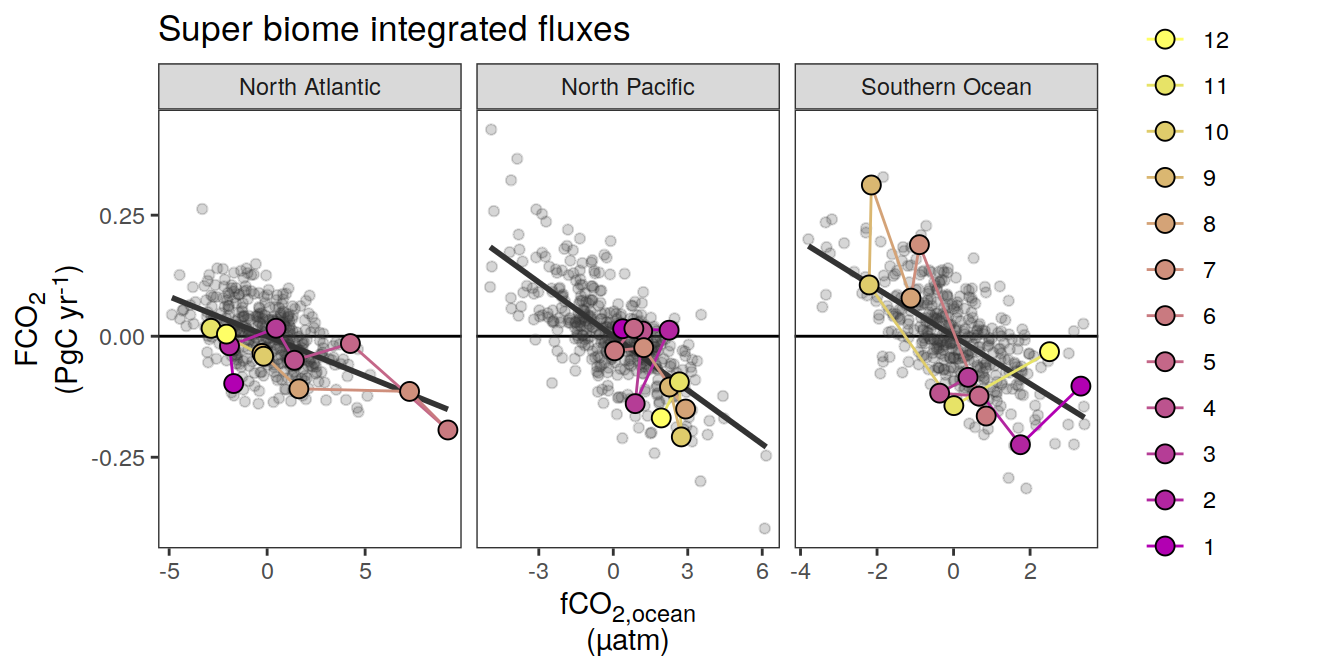 Super biome integrated fluxes
North Atlantic
North Pacific
Southern Ocean
0.25
0.00
-0.25
FCO₂
(PgC yr⁻¹)
-5 0 5
-3 0 3 6
-4 -2 0 2
fCO₂,ocean
(µatm)
12
11
10
9
8
7
6
5
4
3
2
1